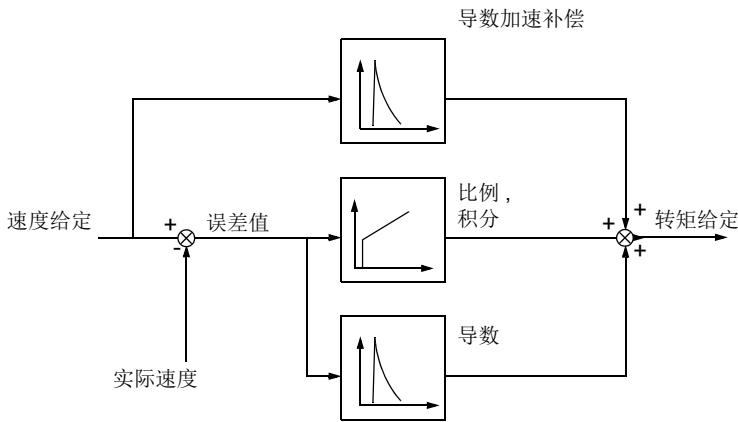 导数加速补偿
比例，
积分
速度给定
+
误差值
-
+
+
转矩给定
+
导数
实际速度